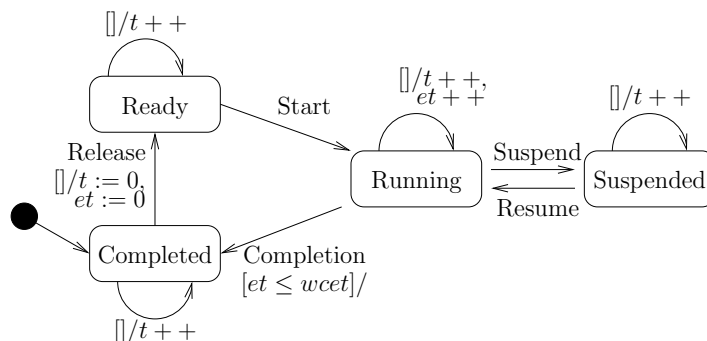 []/t + +
Ready
Start
Release
[]/t := 0,
et := 0
[]/t + +,
et + +
Running
Suspend
Resume
[]/t + +
Suspended
Completed
Completion
[et ≤ wcet]/
[]/t + +